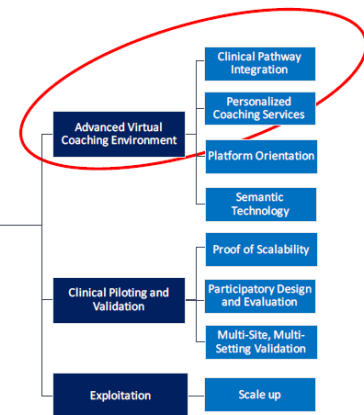 Clinical Pathway
Integration
Personalized
Coaching Services
Advanced Virtual
Coaching Environment
Platform Orientation
Semantic
Technology
Proof of Scalability
Clinical Piloting and
Validation
Participatory Design
and Evaluation
Multi-Site, Multi-
Setting Validation
Exploitation
Scale up